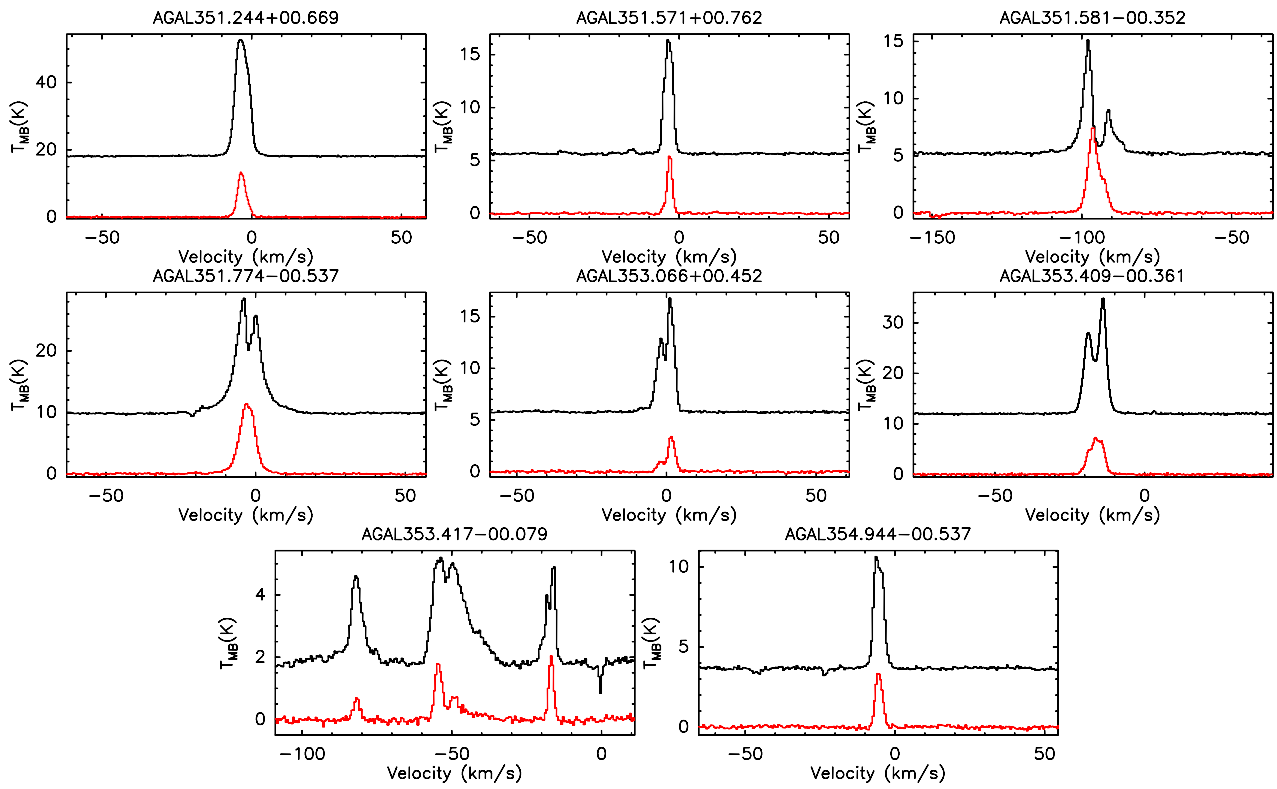 AGAL351.244+00.669 AGAL351.571+00.762 AGAL351.581−00.352
T_MB(K) 40 20 0 T_MB(K) 15 10 5 0 T_MB(K) 15 10 5 0
−50 0 50 −50 0 50 −150 −100 −50
Velocity (km/s) Velocity (km/s) Velocity (km/s)
AGAL351.774−00.537 AGAL353.066+00.452 AGAL353.409−00.361
T_MB(K) 20 10 0 T_MB(K) 15 10 5 0 T_MB(K) 30 20 10 0
−50 0 50 −50 0 50 −50 0
Velocity (km/s) Velocity (km/s) Velocity (km/s)
AGAL353.417−00.079 AGAL354.944−00.537
T_MB(K) 4 2 0 T_MB(K) 10 5 0
−100 −50 0 −50 0 50
Velocity (km/s) Velocity (km/s)